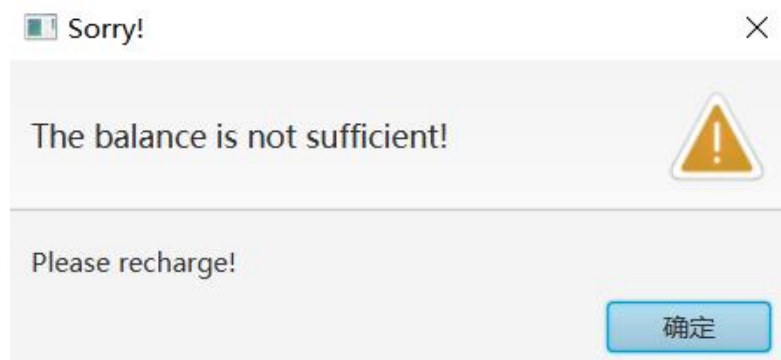 Sorry!
The balance is not sufficient!
Please recharge!
确定